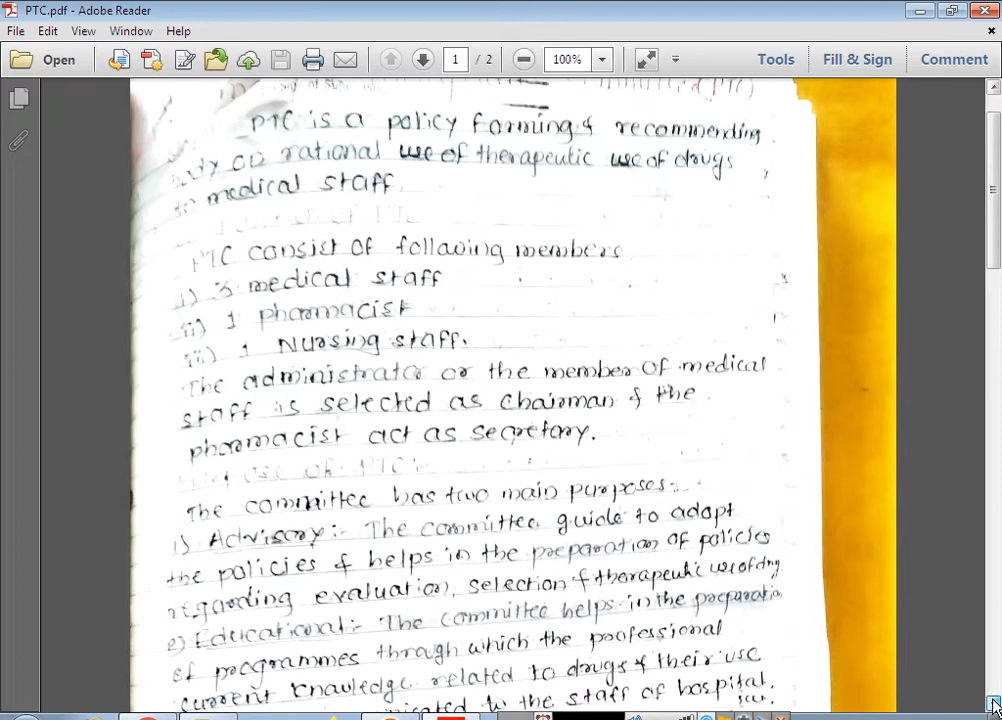 PTC.pdf - Adobe Reader
File Edit View Window Help
Open 1 / 2 100% Tools Fill & Sign Comment
PTC is a policy forming & recommending
on rational use of therapeutic use of drugs
to medical staff
PTC consist of following members
i) 3 medical staff
ii) 1 pharmacist
iii) 1 Nursing staff.
The administrator or the member of medical
staff is selected as chairman & the
pharmacist act as secretary.
of PTC:
The committee has two main purposes:
1) Advisory:- The committee guide to adopt
the policies & helps in the preparation of policies
regarding evaluation, selection & therapeutic use of drug
2) Educational:- The committee helps in the preparation
of programmes through which the professional
current knowledge related to drugs & their use
to the staff of hospital.